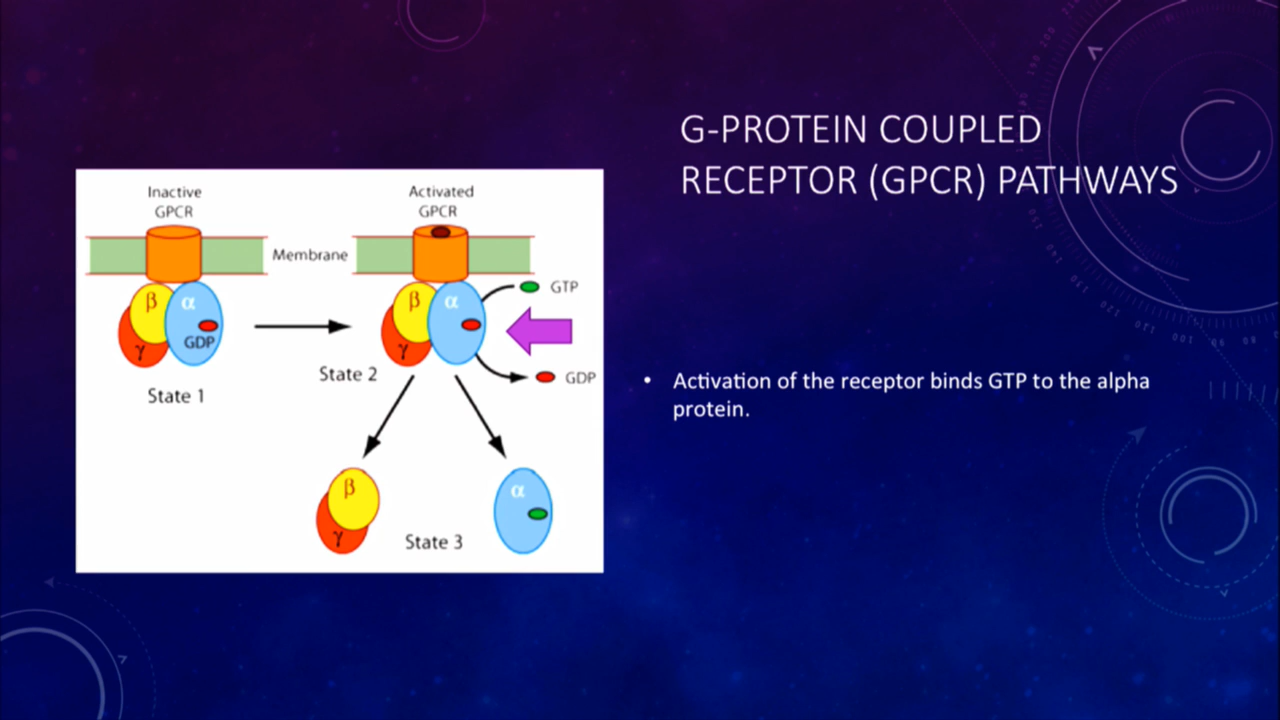 G-PROTEIN COUPLED
RECEPTOR (GPCR) PATHWAYS
Inactive
GPCR
Activated
GPCR
Membrane
β
α
γ
GDP
β
α
γ
GTP
GDP
State 1
State 2
β
γ
α
State 3
• Activation of the receptor binds GTP to the alpha
protein.